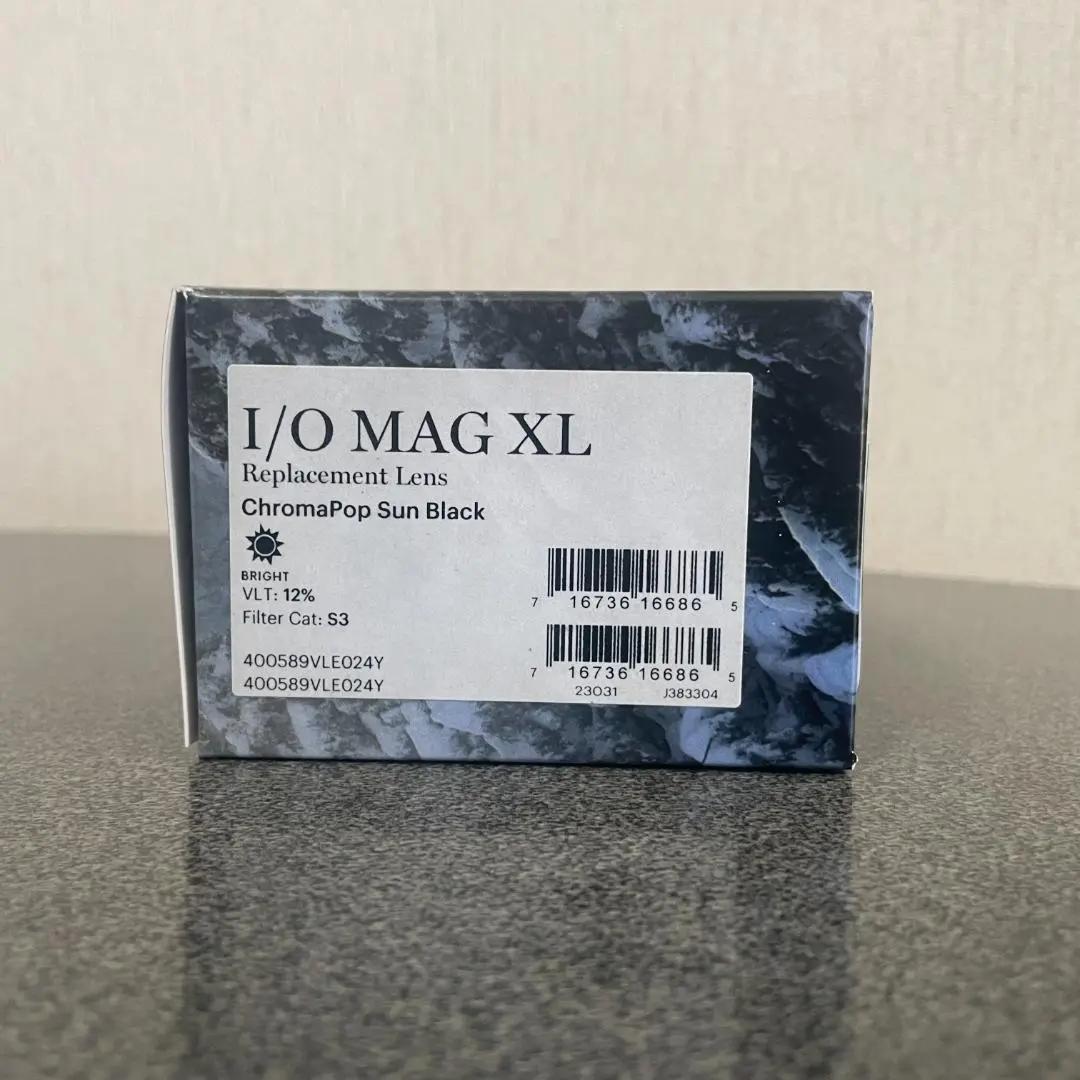 I/O MAG XL
Replacement Lens
ChromaPop Sun Black
BRIGHT
VLT: 12%
Filter Cat: S3
400589VLE024Y
400589VLE024Y
7 16736 16686 5
7 16736 16686 5
23031 J383304